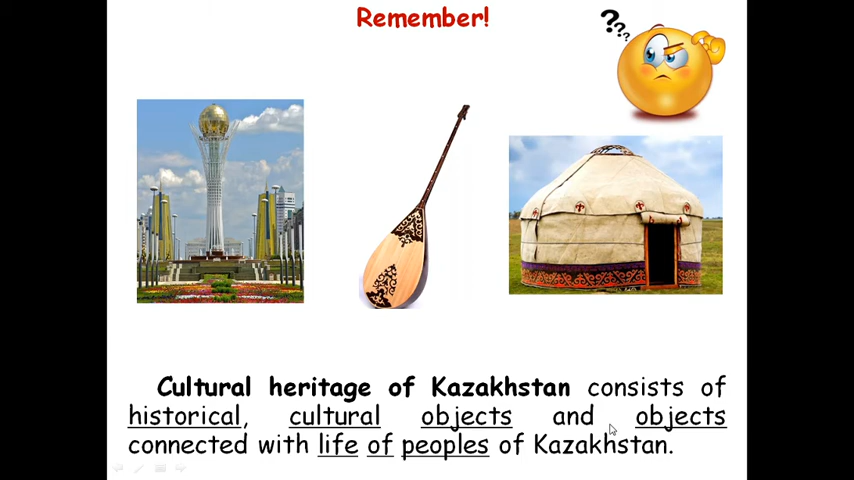 Remember!
???
Cultural heritage of Kazakhstan consists of
historical, cultural objects and objects
connected with life of peoples of Kazakhstan.